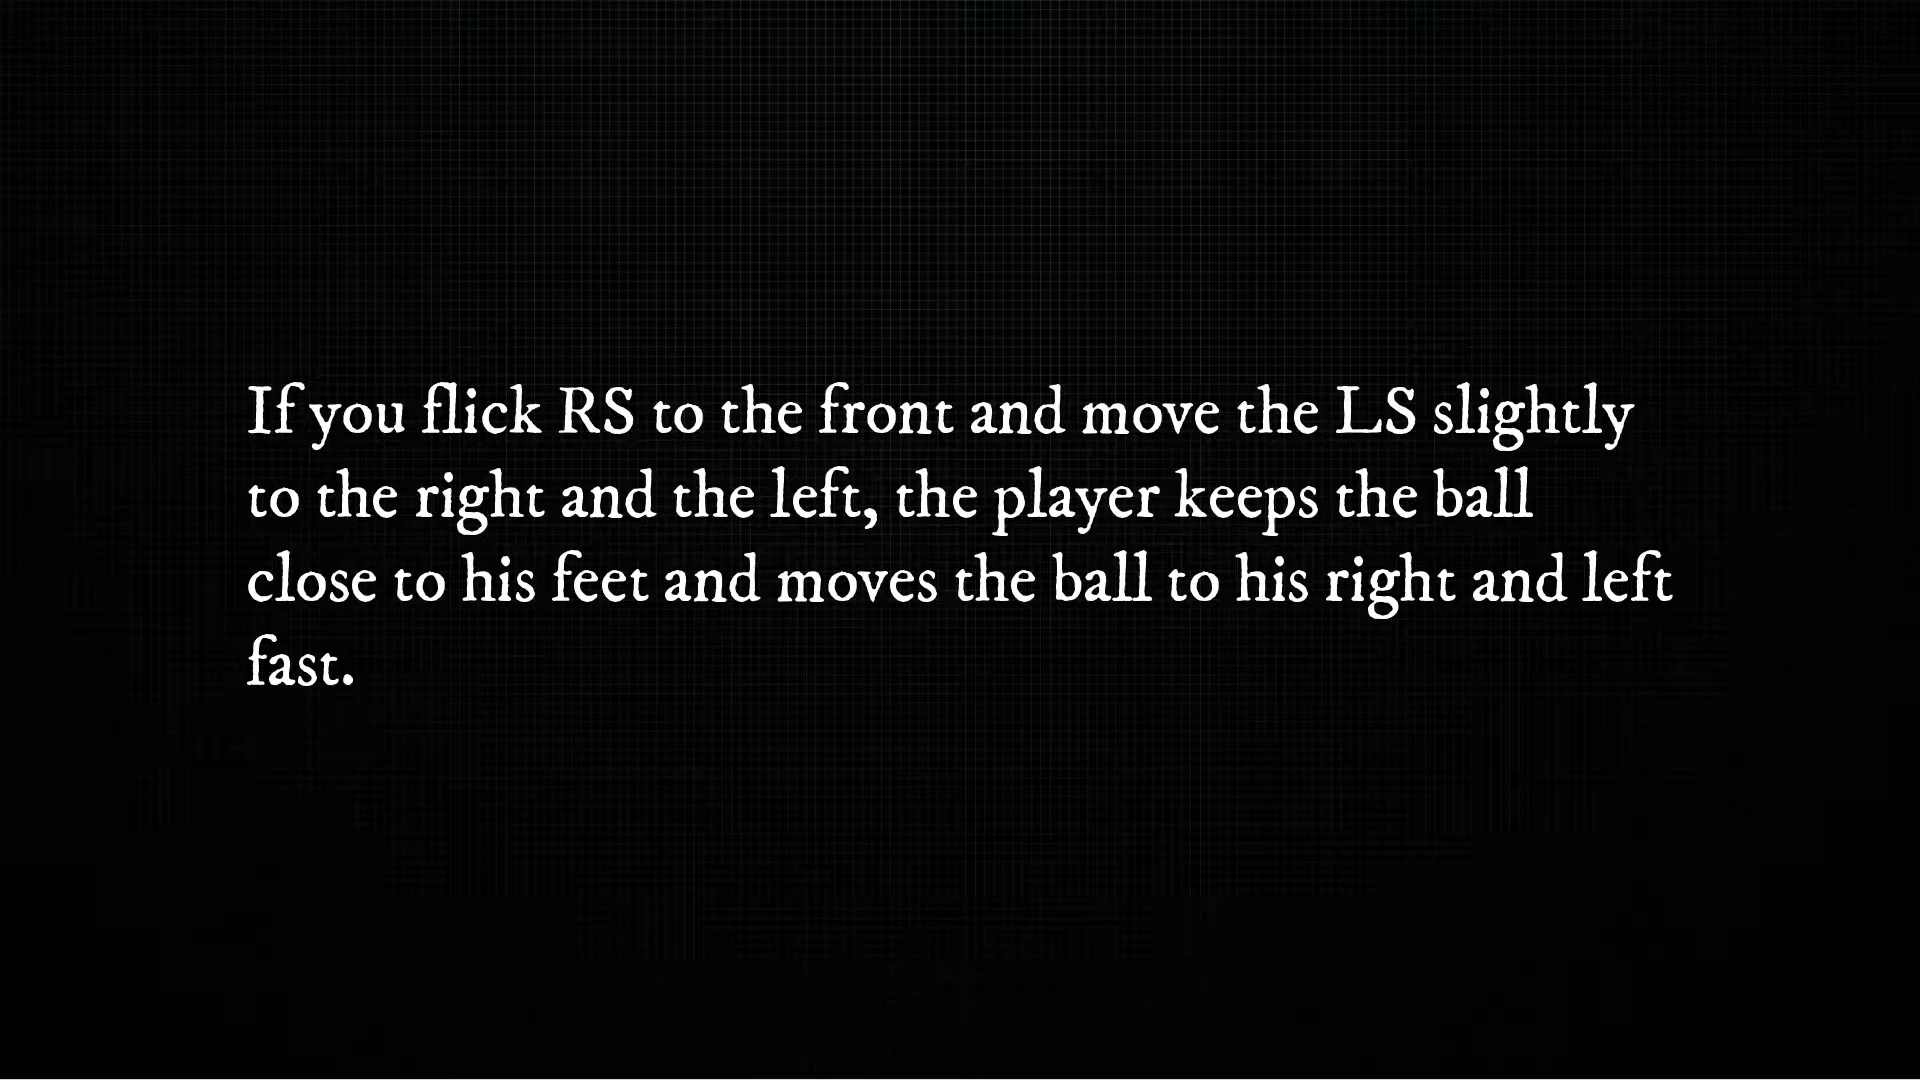 If you flick RS to the front and move the LS slightly
to the right and the left, the player keeps the ball
close to his feet and moves the ball to his right and left
fast.